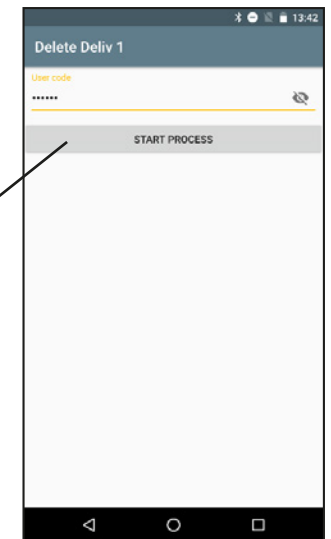 13:42
Delete Deliv 1
User code
••••••
START PROCESS